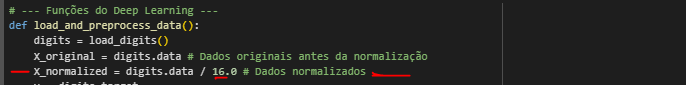 # --- Funções do Deep Learning ---
def load_and_preprocess_data():
digits = load_digits()
X_original = digits.data # Dados originais antes da normalização
X_normalized = digits.data / 16.0 # Dados normalizados